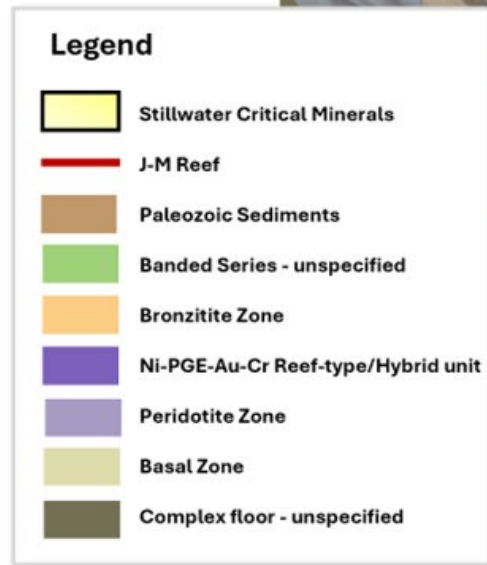 Legend
Stillwater Critical Minerals
J-M Reef
Paleozoic Sediments
Banded Series - unspecified
Bronzitite Zone
Ni-PGE-Au-Cr Reef-type/Hybrid unit
Peridotite Zone
Basal Zone
Complex floor - unspecified